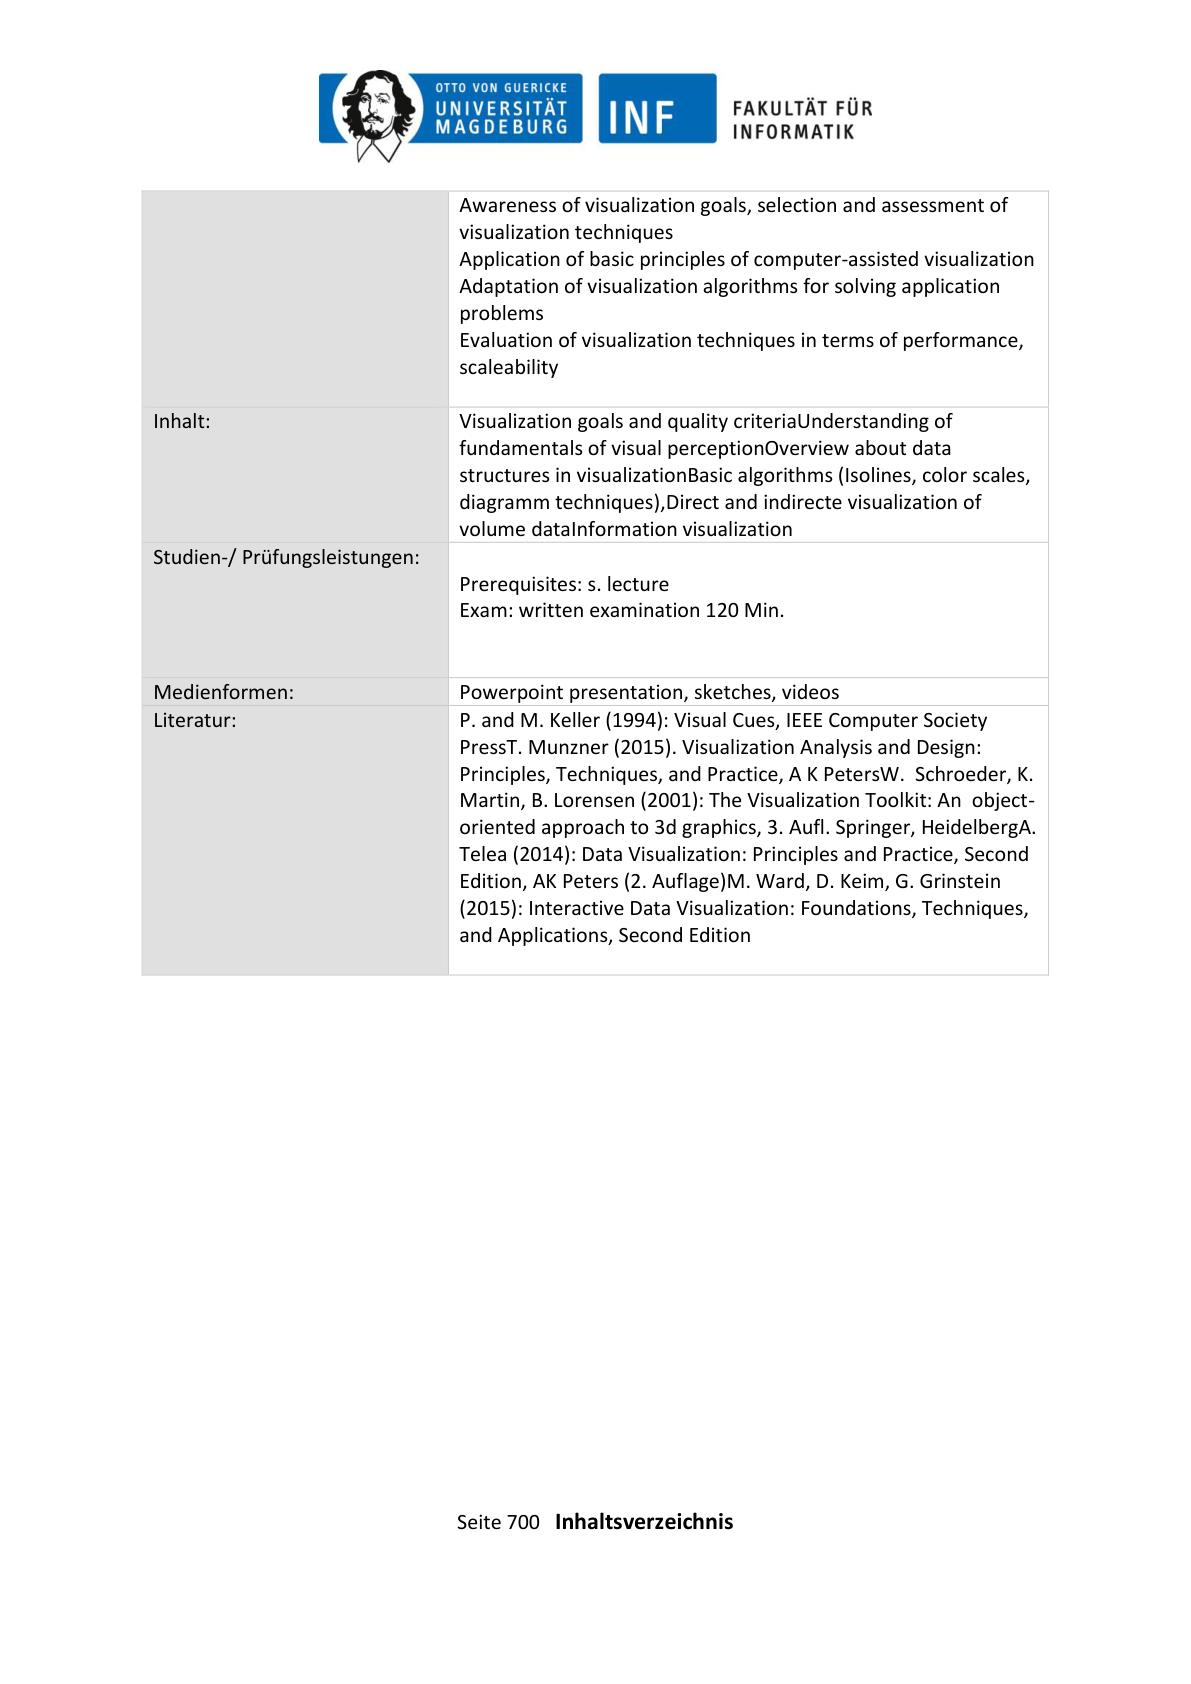 OTTO VON GUERICKE
UNIVERSITÄT
MAGDEBURG
INF
FAKULTÄT FÜR
INFORMATIK
Awareness of visualization goals, selection and assessment of
visualization techniques
Application of basic principles of computer-assisted visualization
Adaptation of visualization algorithms for solving application
problems
Evaluation of visualization techniques in terms of performance,
scaleability
Inhalt:
Visualization goals and quality criteriaUnderstanding of
fundamentals of visual perceptionOverview about data
structures in visualizationBasic algorithms (Isolines, color scales,
diagramm techniques),Direct and indirecte visualization of
volume dataInformation visualization
Studien-/ Prüfungsleistungen:
Prerequisites: s. lecture
Exam: written examination 120 Min.
Medienformen:
Powerpoint presentation, sketches, videos
Literatur:
P. and M. Keller (1994): Visual Cues, IEEE Computer Society
PressT. Munzner (2015). Visualization Analysis and Design:
Principles, Techniques, and Practice, A K PetersW.  Schroeder, K.
Martin, B. Lorensen (2001): The Visualization Toolkit: An  object-
oriented approach to 3d graphics, 3. Aufl. Springer, HeidelbergA.
Telea (2014): Data Visualization: Principles and Practice, Second
Edition, AK Peters (2. Auflage)M. Ward, D. Keim, G. Grinstein
(2015): Interactive Data Visualization: Foundations, Techniques,
and Applications, Second Edition
Seite 700 Inhaltsverzeichnis